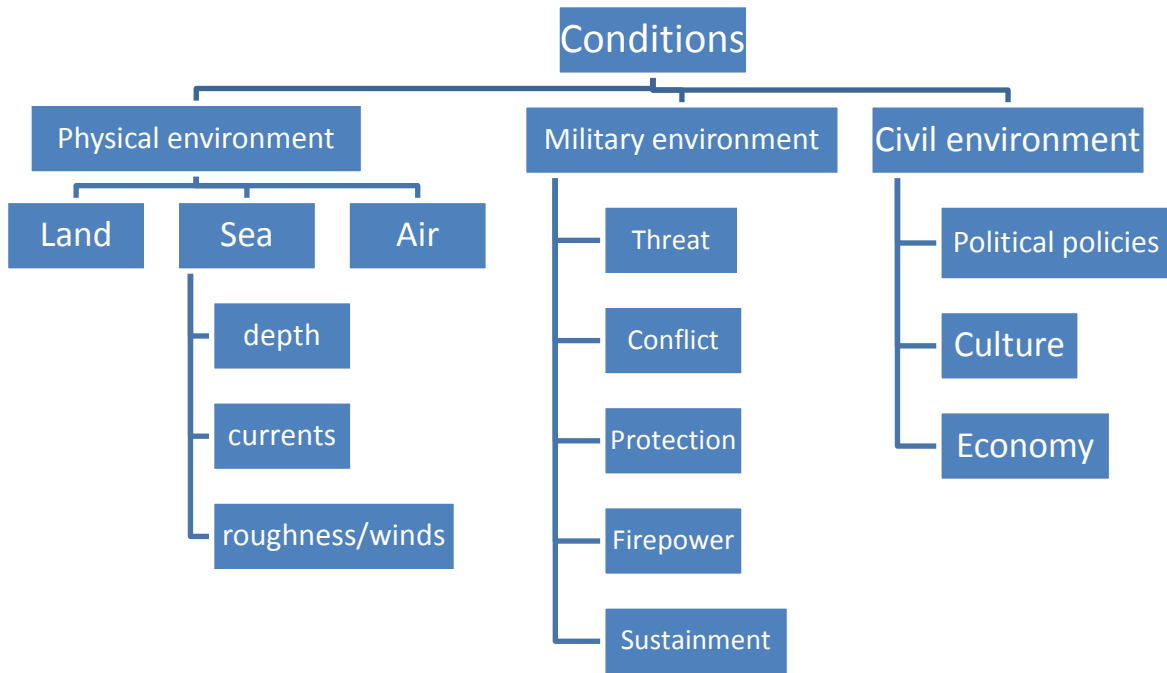 Conditions
Physical environment
Military environment
Civil environment
Land
Sea
Air
depth
currents
roughness/winds
Threat
Conflict
Protection
Firepower
Sustainment
Political policies
Culture
Economy